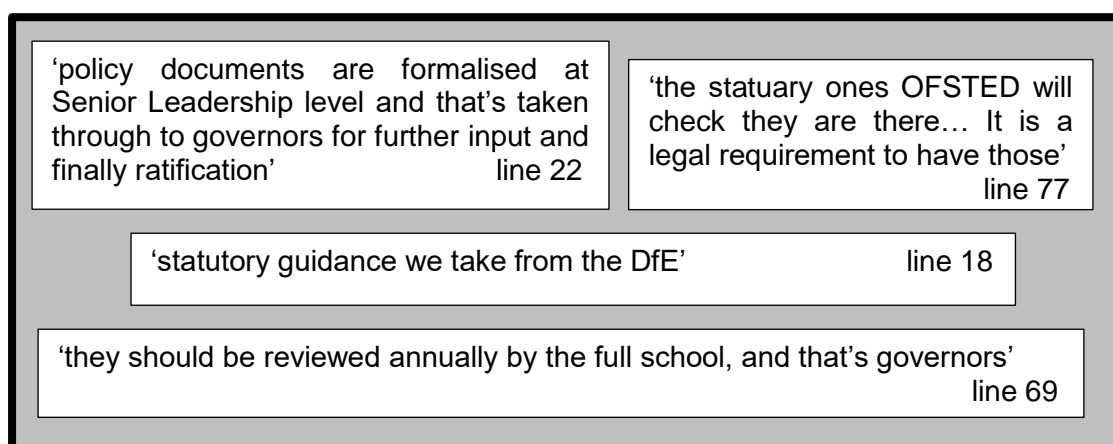 ‘policy documents are formalised at
Senior Leadership level and that’s taken
through to governors for further input and
finally ratification’ line 22
‘the statuary ones OFSTED will
check they are there… It is a
legal requirement to have those’
line 77
‘statutory guidance we take from the DfE’ line 18
‘they should be reviewed annually by the full school, and that’s governors’
line 69